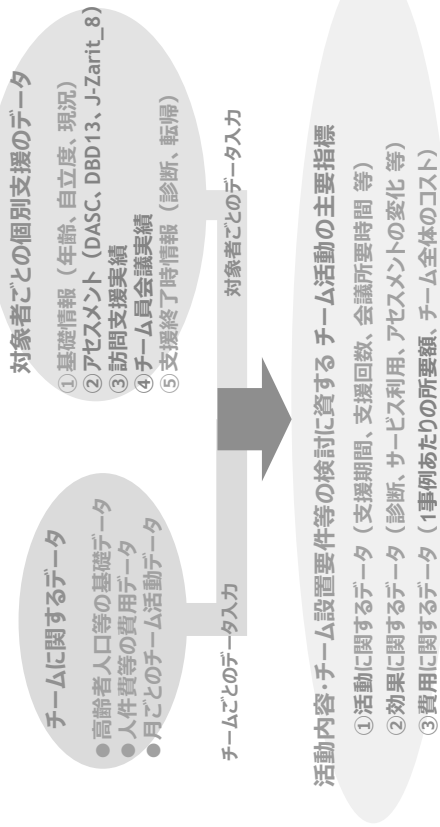 チームに関するデータ
●高齢者人口等の基礎データ
●人件費等の費用データ
●月ごとのチーム活動データ
チームごとのデータ入力
対象者ごとの個別支援のデータ
①基礎情報（年齢、自立度、現況）
②アセスメント（DASC、DBD13、J-Zarit_8）
③訪問支援実績
④チーム員会議実績
⑤支援終了時情報（診断、転帰）
対象者ごとのデータ入力
活動内容・チーム設置要件等の検討に資する チーム活動の主要指標
①活動に関するデータ（支援期間、支援回数、会議所要時間 等）
②効果に関するデータ（診断、サービス利用、アセスメントの変化 等）
③費用に関するデータ（1事例あたりの所要額、チーム全体のコスト）